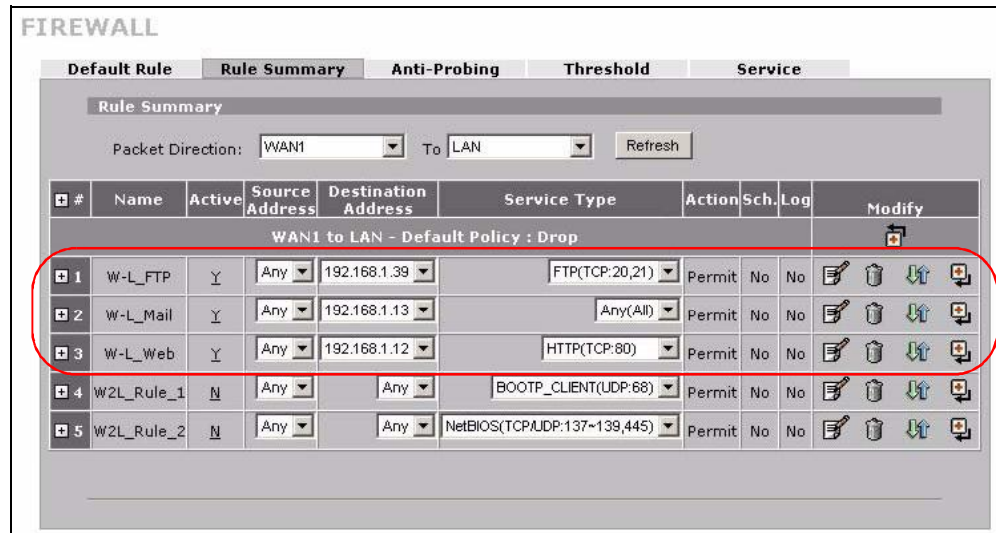 FIREWALL
Default Rule Rule Summary Anti-Probing Threshold Service
Rule Summary
Packet Direction: WAN1 To LAN Refresh
# Name Active Source Address Destination Address Service Type Action Sch. Log Modify
WAN1 to LAN - Default Policy : Drop
1 W-L_FTP Y Any 192.168.1.39 FTP(TCP:20,21) Permit No No
2 W-L_Mail Y Any 192.168.1.13 Any(All) Permit No No
3 W-L_Web Y Any 192.168.1.12 HTTP(TCP:80) Permit No No
4 W2L_Rule_1 N Any Any BOOTP_CLIENT(UDP:68) Permit No No
5 W2L_Rule_2 N Any Any NetBIOS(TCP/UDP:137~139,445) Permit No No